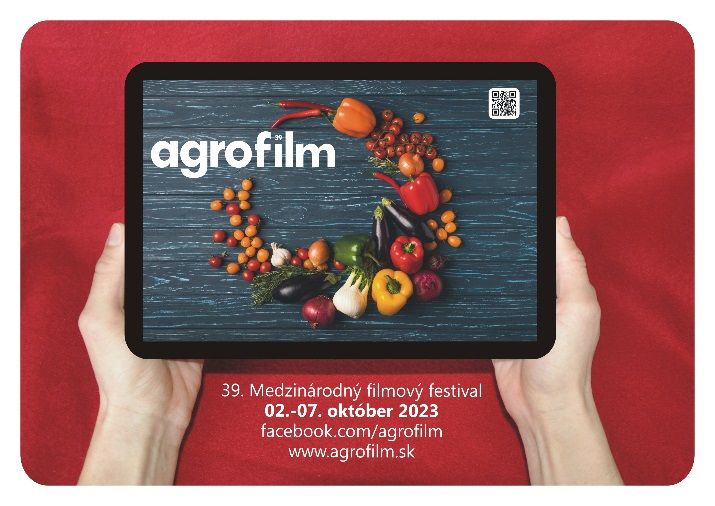 agrofilm
39
39. Medzinárodný filmový festival
02.-07. október 2023
facebook.com/agrofilm
www.agrofilm.sk